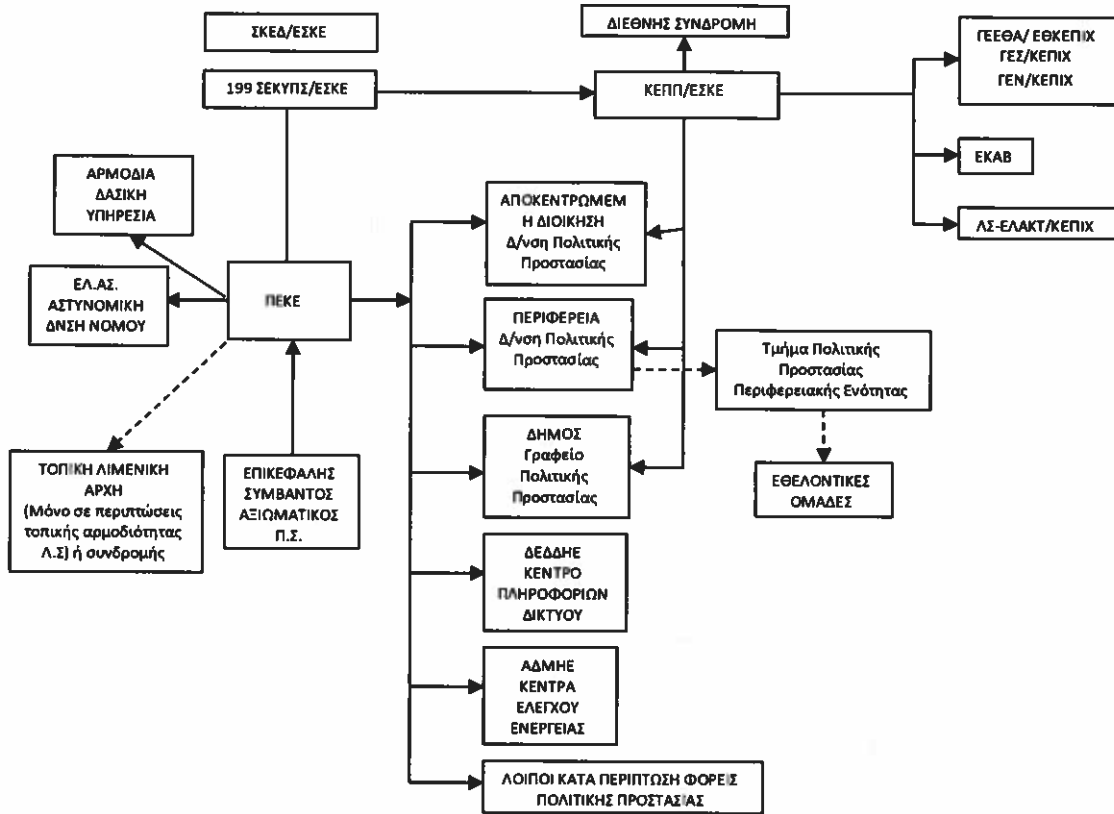 ΣΚΕΔ/ΕΣΚΕ
ΔΙΕΘΝΗΣ ΣΥΝΔΡΟΜΗ
ΓΕΕΘΑ/ ΕΘΚΕΠΙΧ
ΓΕΣ/ΚΕΠΙΧ
ΓΕΝ/ΚΕΠΙΧ
199 ΣΕΚΥΠΣ/ΕΣΚΕ
ΚΕΠΠ/ΕΣΚΕ
ΕΚΑΒ
ΛΣ-ΕΛΑΚΤ/ΚΕΠΙΧ
ΑΡΜΟΔΙΑ
ΔΑΣΙΚΗ
ΥΠΗΡΕΣΙΑ
ΑΠΟΚΕΝΤΡΩΜΕΜ
Η ΔΙΟΙΚΗΣΗ
Δ/νση Πολιτικής
Προστασίας
ΕΛ.ΑΣ.
ΑΣΤΥΝΟΜΙΚΗ
ΔΝΣΗ ΝΟΜΟΥ
ΠΕΚΕ
ΠΕΡΙΦΕΡΕΙΑ
Δ/νση Πολιτικής
Προστασίας
Τμήμα Πολιτικής
Προστασίας
Περιφερειακής Ενότητας
ΤΟΠΙΚΗ ΛΙΜΕΝΙΚΗ
ΑΡΧΗ
(Μόνο σε περιπτώσεις
τοπικής αρμοδιότητας
Λ.Σ) ή συνδρομής
ΕΠΙΚΕΦΑΛΗΣ
ΣΥΜΒΑΝΤΟΣ
ΑΞΙΩΜΑΤΙΚΟΣ
Π.Σ.
ΔΗΜΟΣ
Γραφείο
Πολιτικής
Προστασίας
ΕΘΕΛΟΝΤΙΚΕΣ
ΟΜΑΔΕΣ
ΔΕΔΔΗΕ
ΚΕΝΤΡΟ
ΠΛΗΡΟΦΟΡΙΩΝ
ΔΙΚΤΥΟΥ
ΑΔΜΗΕ
ΚΕΝΤΡΑ
ΕΛΕΓΧΟΥ
ΕΝΕΡΓΕΙΑΣ
ΛΟΙΠΟΙ ΚΑΤΑ ΠΕΡΙΠΤΩΣΗ ΦΟΡΕΙΣ
ΠΟΛΙΤΙΚΗΣ ΠΡΟΣΤΑΣΙΑΣ